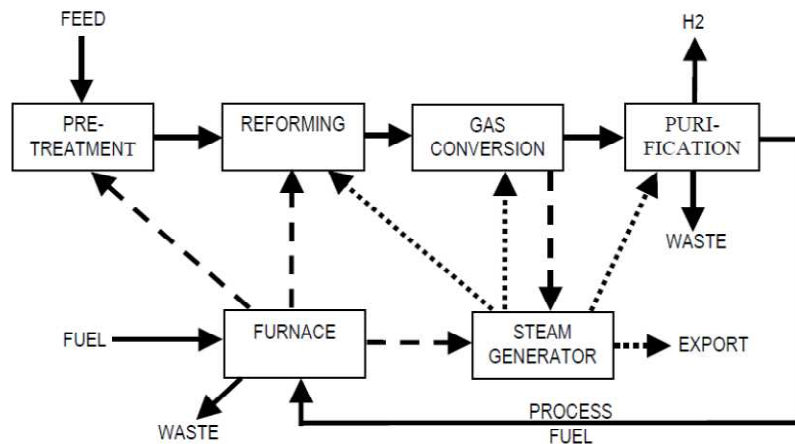 FEED
H2
PRE-
TREATMENT
REFORMING
GAS
CONVERSION
PURI-
FICATION
WASTE
FUEL
FURNACE
STEAM
GENERATOR
EXPORT
WASTE
PROCESS
FUEL